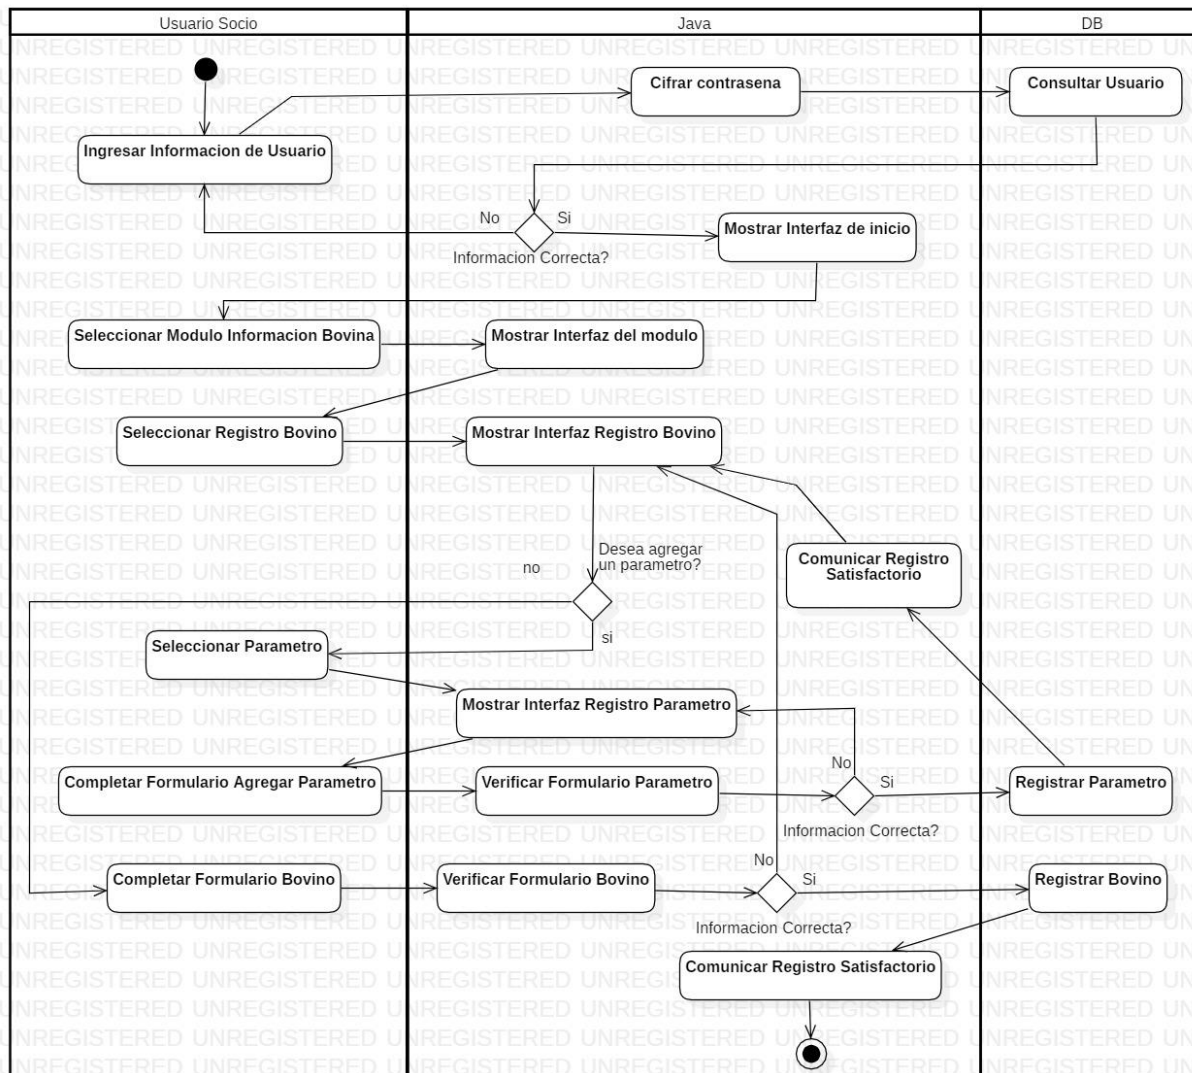 Usuario Socio
Java
DB
Cifrar contrasena
Consultar Usuario
Ingresar Informacion de Usuario
No
Si
Informacion Correcta?
Mostrar Interfaz de inicio
Seleccionar Modulo Informacion Bovina
Mostrar Interfaz del modulo
Seleccionar Registro Bovino
Mostrar Interfaz Registro Bovino
Desea agregar
un parametro?
no
si
Comunicar Registro
Satisfactorio
Seleccionar Parametro
Mostrar Interfaz Registro Parametro
Completar Formulario Agregar Parametro
Verificar Formulario Parametro
No
Si
Informacion Correcta?
Registrar Parametro
Completar Formulario Bovino
Verificar Formulario Bovino
No
Si
Informacion Correcta?
Registrar Bovino
Comunicar Registro Satisfactorio
UNREGISTERED